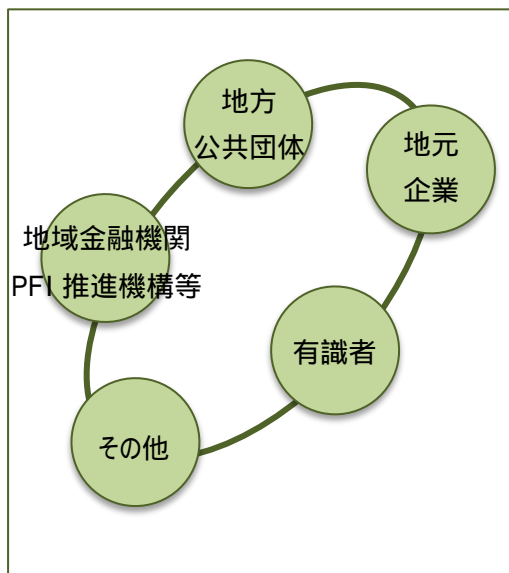 地方
公共団体
地元
企業
地域金融機関
PFI 推進機構等
有識者
その他